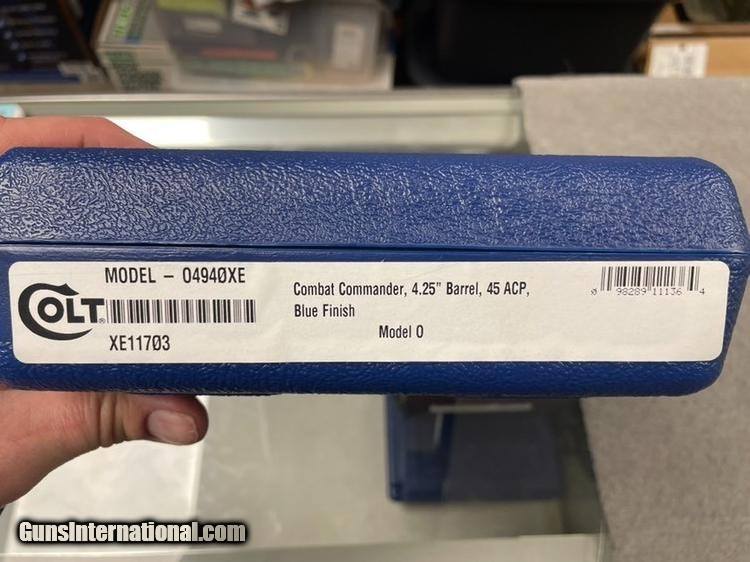 MODEL - 04940XE
COLT
XE11703
Combat Commander, 4.25" Barrel, 45 ACP,
Blue Finish
Model O
0 98289 11136 4
GunsInternational.com